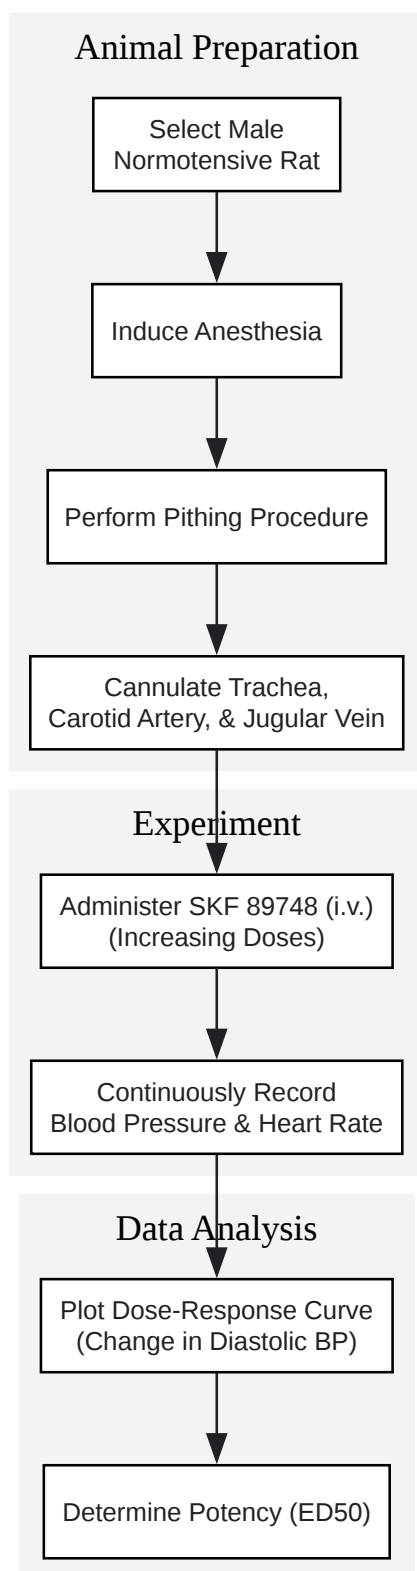 Animal Preparation
Select Male
Normotensive Rat
Induce Anesthesia
Perform Pithing Procedure
Cannulate Trachea,
Carotid Artery, & Jugular Vein
Experiment
Administer SKF 89748 (i.v.)
(Increasing Doses)
Continuously Record
Blood Pressure & Heart Rate
Data Analysis
Plot Dose-Response Curve
(Change in Diastolic BP)
Determine Potency (ED50)